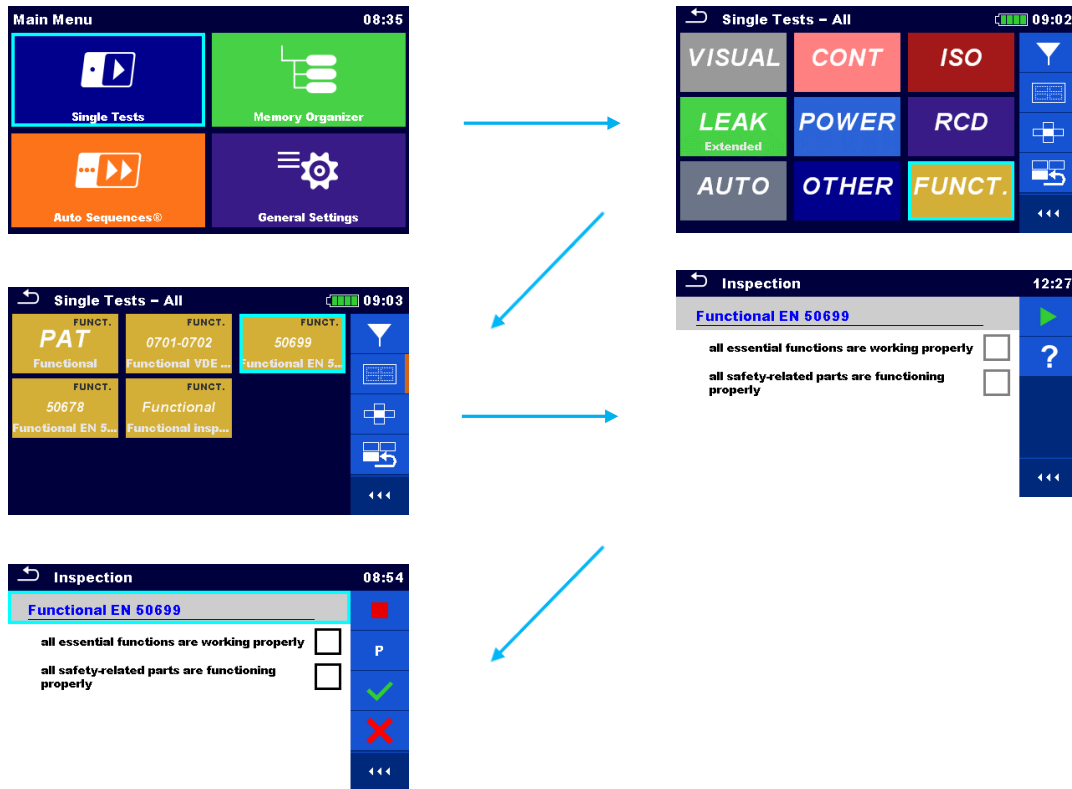 Main Menu 08:35
Single Tests
Memory Organizer
Auto Sequences®
General Settings
Single Tests – All 09:02
VISUAL CONT ISO
LEAK POWER RCD
Extended
AUTO OTHER FUNCT.
Single Tests – All 09:03
FUNCT. FUNCT. FUNCT.
PAT 0701-0702 50699
Functional Functional VDE ... Functional EN 5...
FUNCT. FUNCT.
50678 Functional
Functional EN 5... Functional insp...
Inspection 12:27
Functional EN 50699
all essential functions are working properly
?
all safety-related parts are functioning
properly
Inspection 08:54
Functional EN 50699
all essential functions are working properly
P
all safety-related parts are functioning
properly